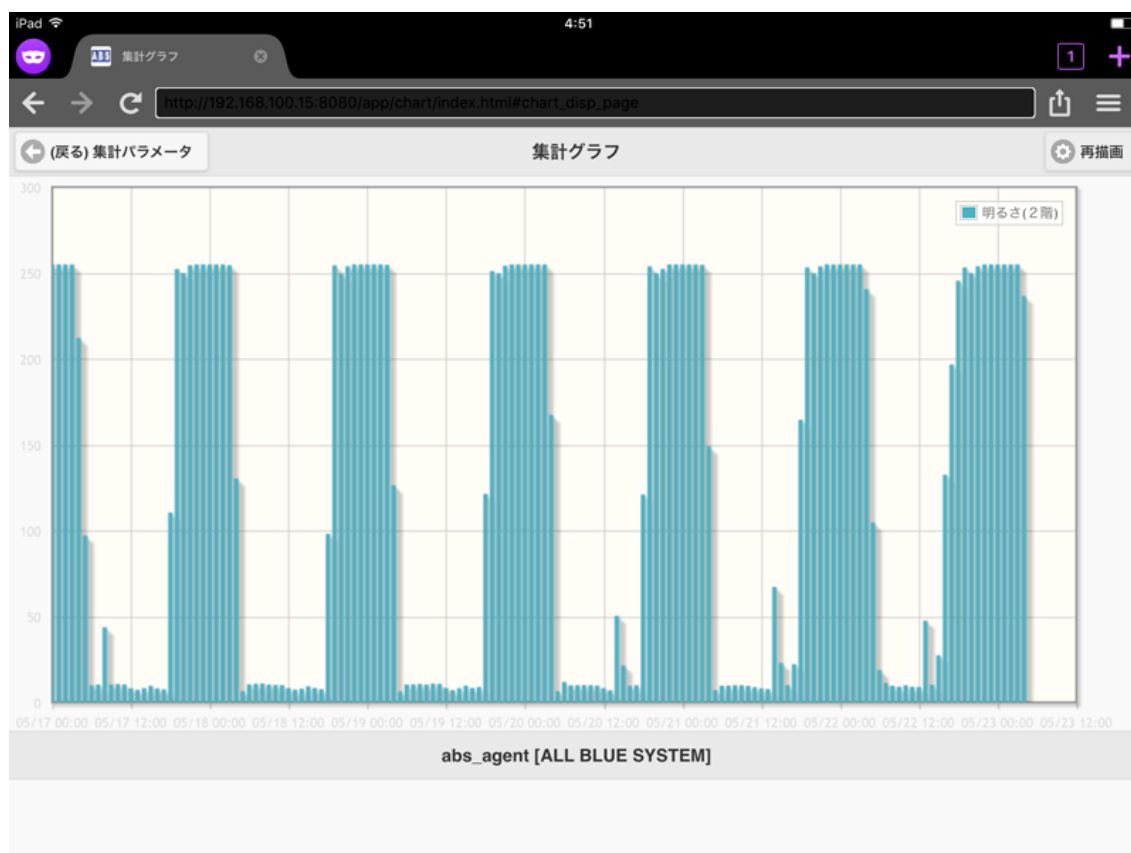 iPad
4:51
ABS 集計グラフ
1
http://192.168.100.15:8080/app/chart/index.html#chart_disp_page
(戻る) 集計パラメータ
集計グラフ
再描画
300
明るさ(２階)
250
200
150
100
50
0
05/17 00:00 05/17 12:00 05/18 00:00 05/18 12:00 05/19 00:00 05/19 12:00 05/20 00:00 05/20 12:00 05/21 00:00 05/21 12:00 05/22 00:00 05/22 12:00 05/23 00:00 05/23 12:00
abs_agent [ALL BLUE SYSTEM]